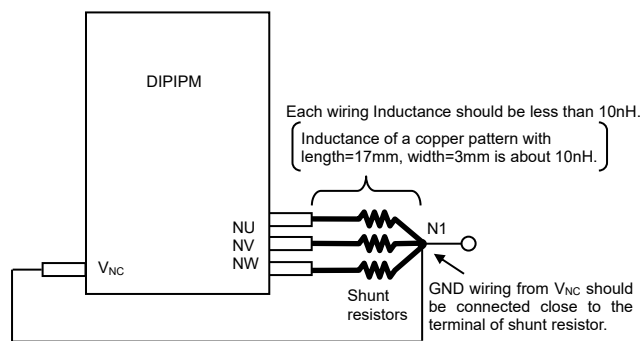 DIPIPM
Each wiring Inductance should be less than 10nH.
Inductance of a copper pattern with
length=17mm, width=3mm is about 10nH.
NU
NV
NW
N1
VNC
Shunt
resistors
GND wiring from VNC should
be connected close to the
terminal of shunt resistor.